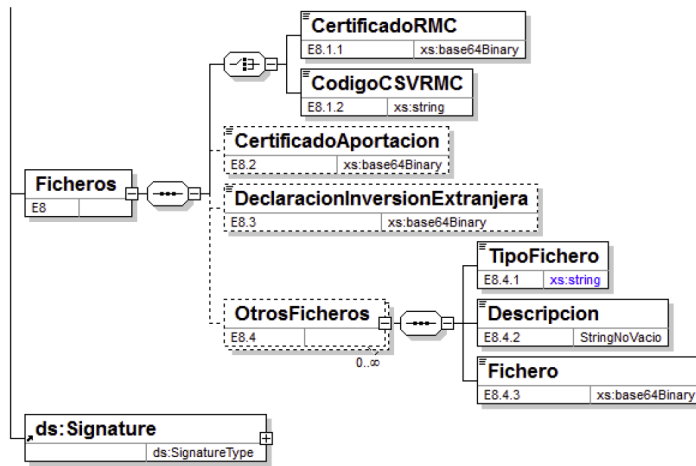 CertificadoRMC
E8.1.1 xs:base64Binary
CodigoCSVRMC
E8.1.2 xs:string
CertificadoAportacion
E8.2 xs:base64Binary
Ficheros
E8
DeclaracionInversionExtranjera
E8.3 xs:base64Binary
TipoFichero
E8.4.1 xs:string
OtrosFicheros
E8.4
0..∞
Descripcion
E8.4.2 StringNoVacio
Fichero
E8.4.3 xs:base64Binary
ds:Signature
ds:SignatureType